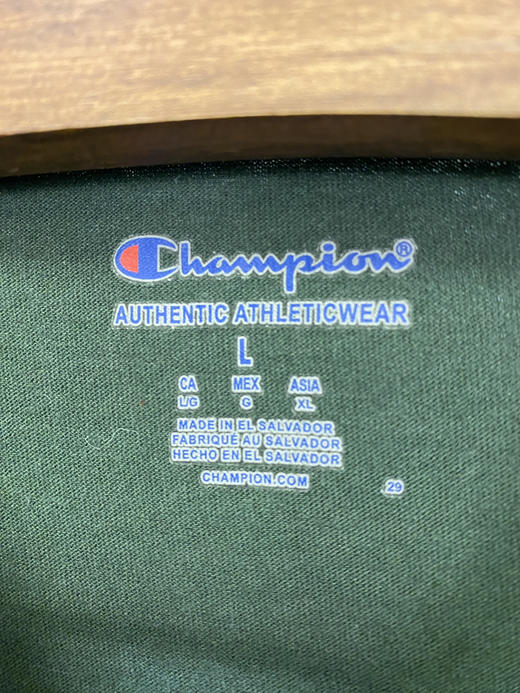 Champion®
AUTHENTIC ATHLETICWEAR
L
CA MEX ASIA
L/G G XL
MADE IN EL SALVADOR
FABRIQUÉ AU SALVADOR
HECHO EN EL SALVADOR
CHAMPION.COM
29